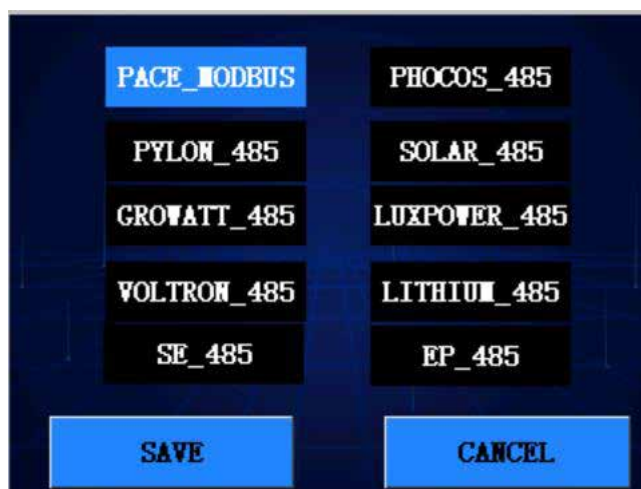 PACE_MODBUS PHOCOS_485
PYLON_485 SOLAR_485
GROWATT_485 LUXPOWER_485
VOLTRON_485 LITHIUM_485
SE_485 EP_485
SAVE CANCEL